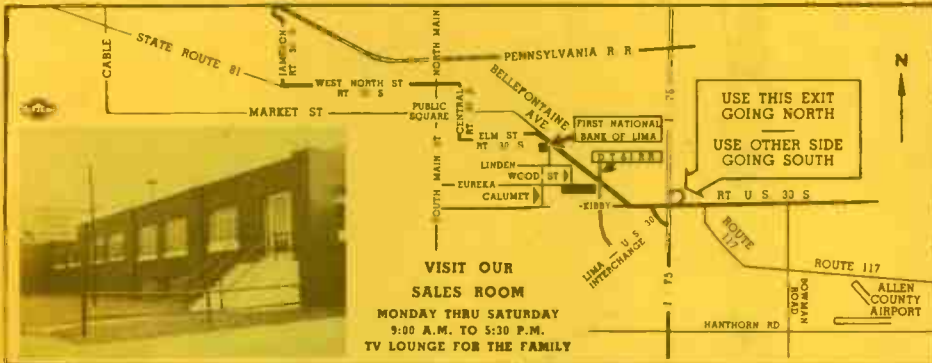 N
PENNSYLVANIA R R
STATE ROUTE 81
CABLE
JAMESON
RT 30 S
NORTH MAIN
WEST NORTH ST
RT S
MARKET ST
PUBLIC
SQUARE
CENTRAL
RT
BELLEFONTAINE
AVE
FIRST NATIONAL
BANK OF LIMA
75
USE THIS EXIT
GOING NORTH
USE OTHER SIDE
GOING SOUTH
ELM ST
RT 30 S
D T & I R R
LINDEN
WOOD ST
EUREKA
CALUMET
SOUTH MAIN ST
KIBBY
RT U S 30 S
LIMA - U S 30
INTERCHANGE
I 75
ROUTE
117
ROUTE 117
BOWMAN
ROAD
ALLEN
COUNTY
AIRPORT
HANTHORN RD
VISIT OUR
SALES ROOM
MONDAY THRU SATURDAY
9:00 A.M. TO 5:30 P.M.
TV LOUNGE FOR THE FAMILY